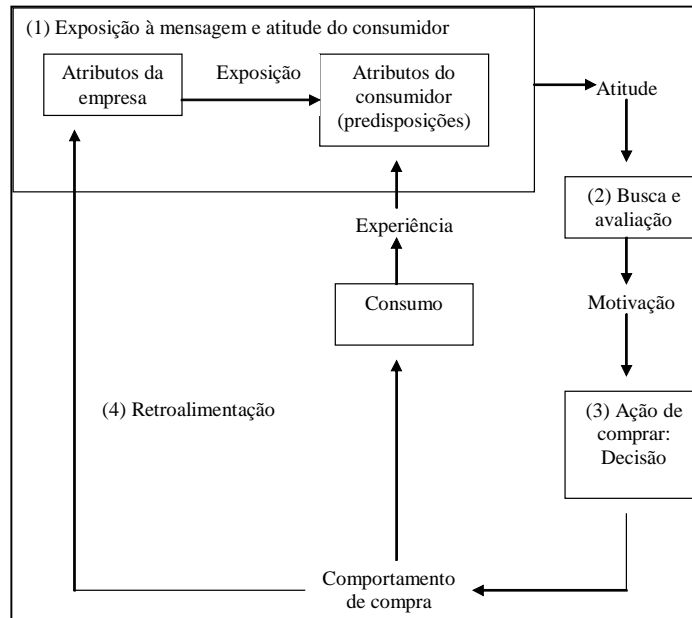 (1) Exposição à mensagem e atitude do consumidor
Atributos da
empresa
Exposição
Atributos do
consumidor
(predisposições)
Atitude
(2) Busca e
avaliação
Experiência
Consumo
Motivação
(4) Retroalimentação
(3) Ação de
comprar:
Decisão
Comportamento
de compra